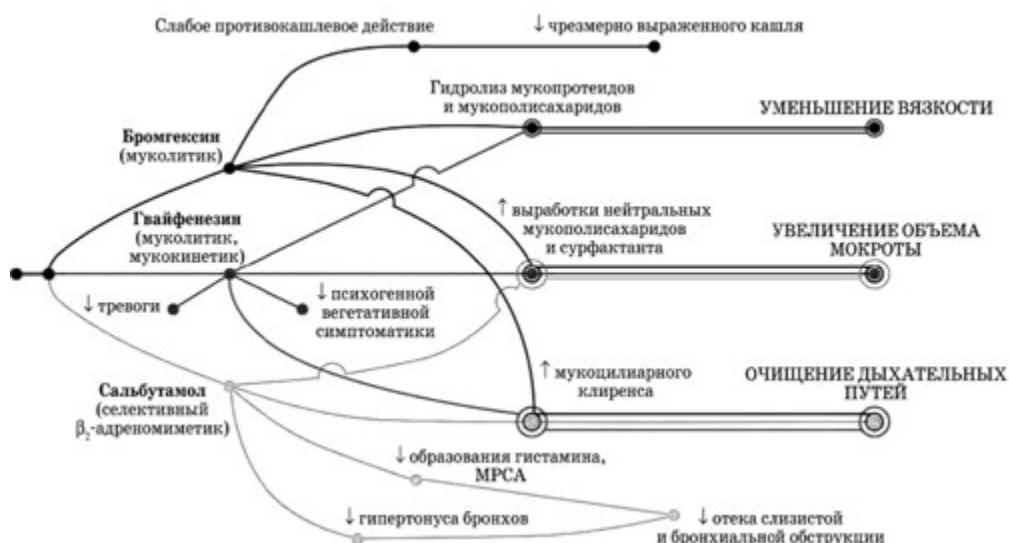 Слабое противокашлевое действие
↓ чрезмерно выраженного кашля
Гидролиз мукопротеидов
и мукополисахаридов
УМЕНЬШЕНИЕ ВЯЗКОСТИ
Бромгексин
(муколитик)
Гвайфенезин
(муколитик,
мукокинетик)
↑ выработки нейтральных
мукополисахаридов
и сурфактанта
УВЕЛИЧЕНИЕ ОБЪЕМА
МОКРОТЫ
↓ тревоги
↓ психогенной
вегетативной
симптоматики
Сальбутамол
(селективный
β₂-адреномиметик)
↑ мукоцилиарного
клиренса
ОЧИЩЕНИЕ ДЫХАТЕЛЬНЫХ
ПУТЕЙ
↓ образования гистамина,
МРСА
↓ гипертонуса бронхов
↓ отека слизистой
и бронхиальной обструкции